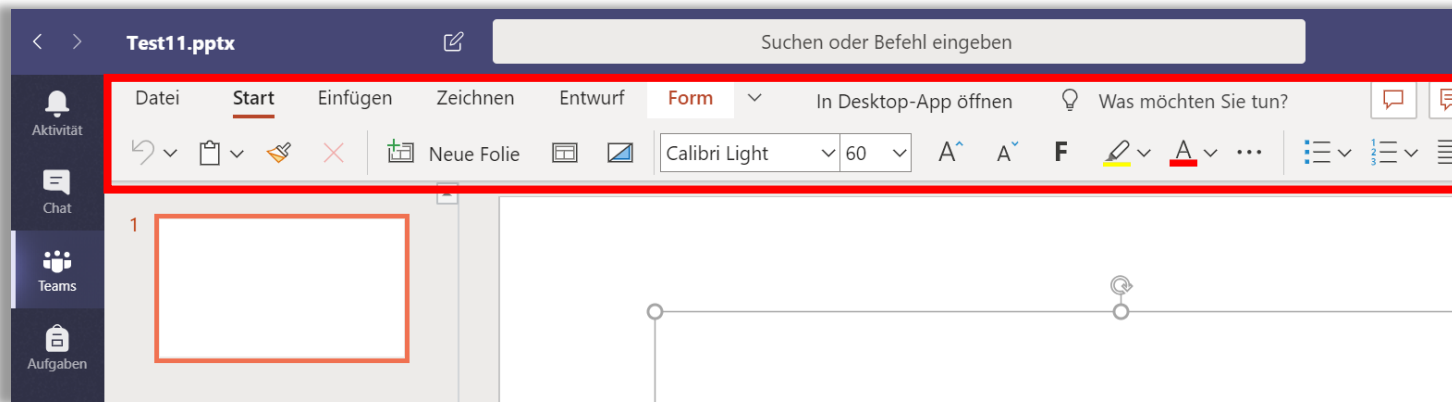 Test11.pptx
Suchen oder Befehl eingeben
Aktivität
Chat
Teams
Aufgaben
Datei Start Einfügen Zeichnen Entwurf Form In Desktop-App öffnen Was möchten Sie tun?
Neue Folie Calibri Light 60 A A F A
1